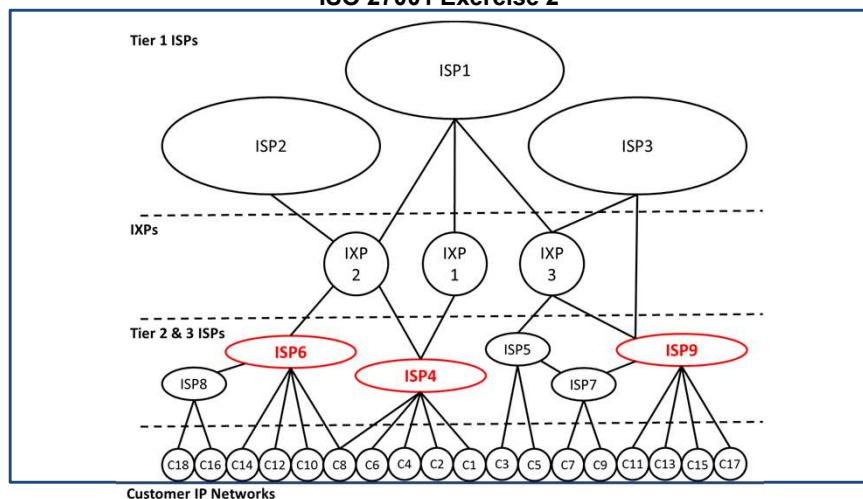 ISO 27001 Exercise 2
Tier 1 ISPs
ISP1
ISP2
ISP3
IXPs
IXP
2
IXP
1
IXP
3
Tier 2 & 3 ISPs
ISP6
ISP5
ISP9
ISP8
ISP4
ISP7
C18 C16 C14 C12 C10 C8 C6 C4 C2 C1 C3 C5 C7 C9 C11 C13 C15 C17
Customer IP Networks